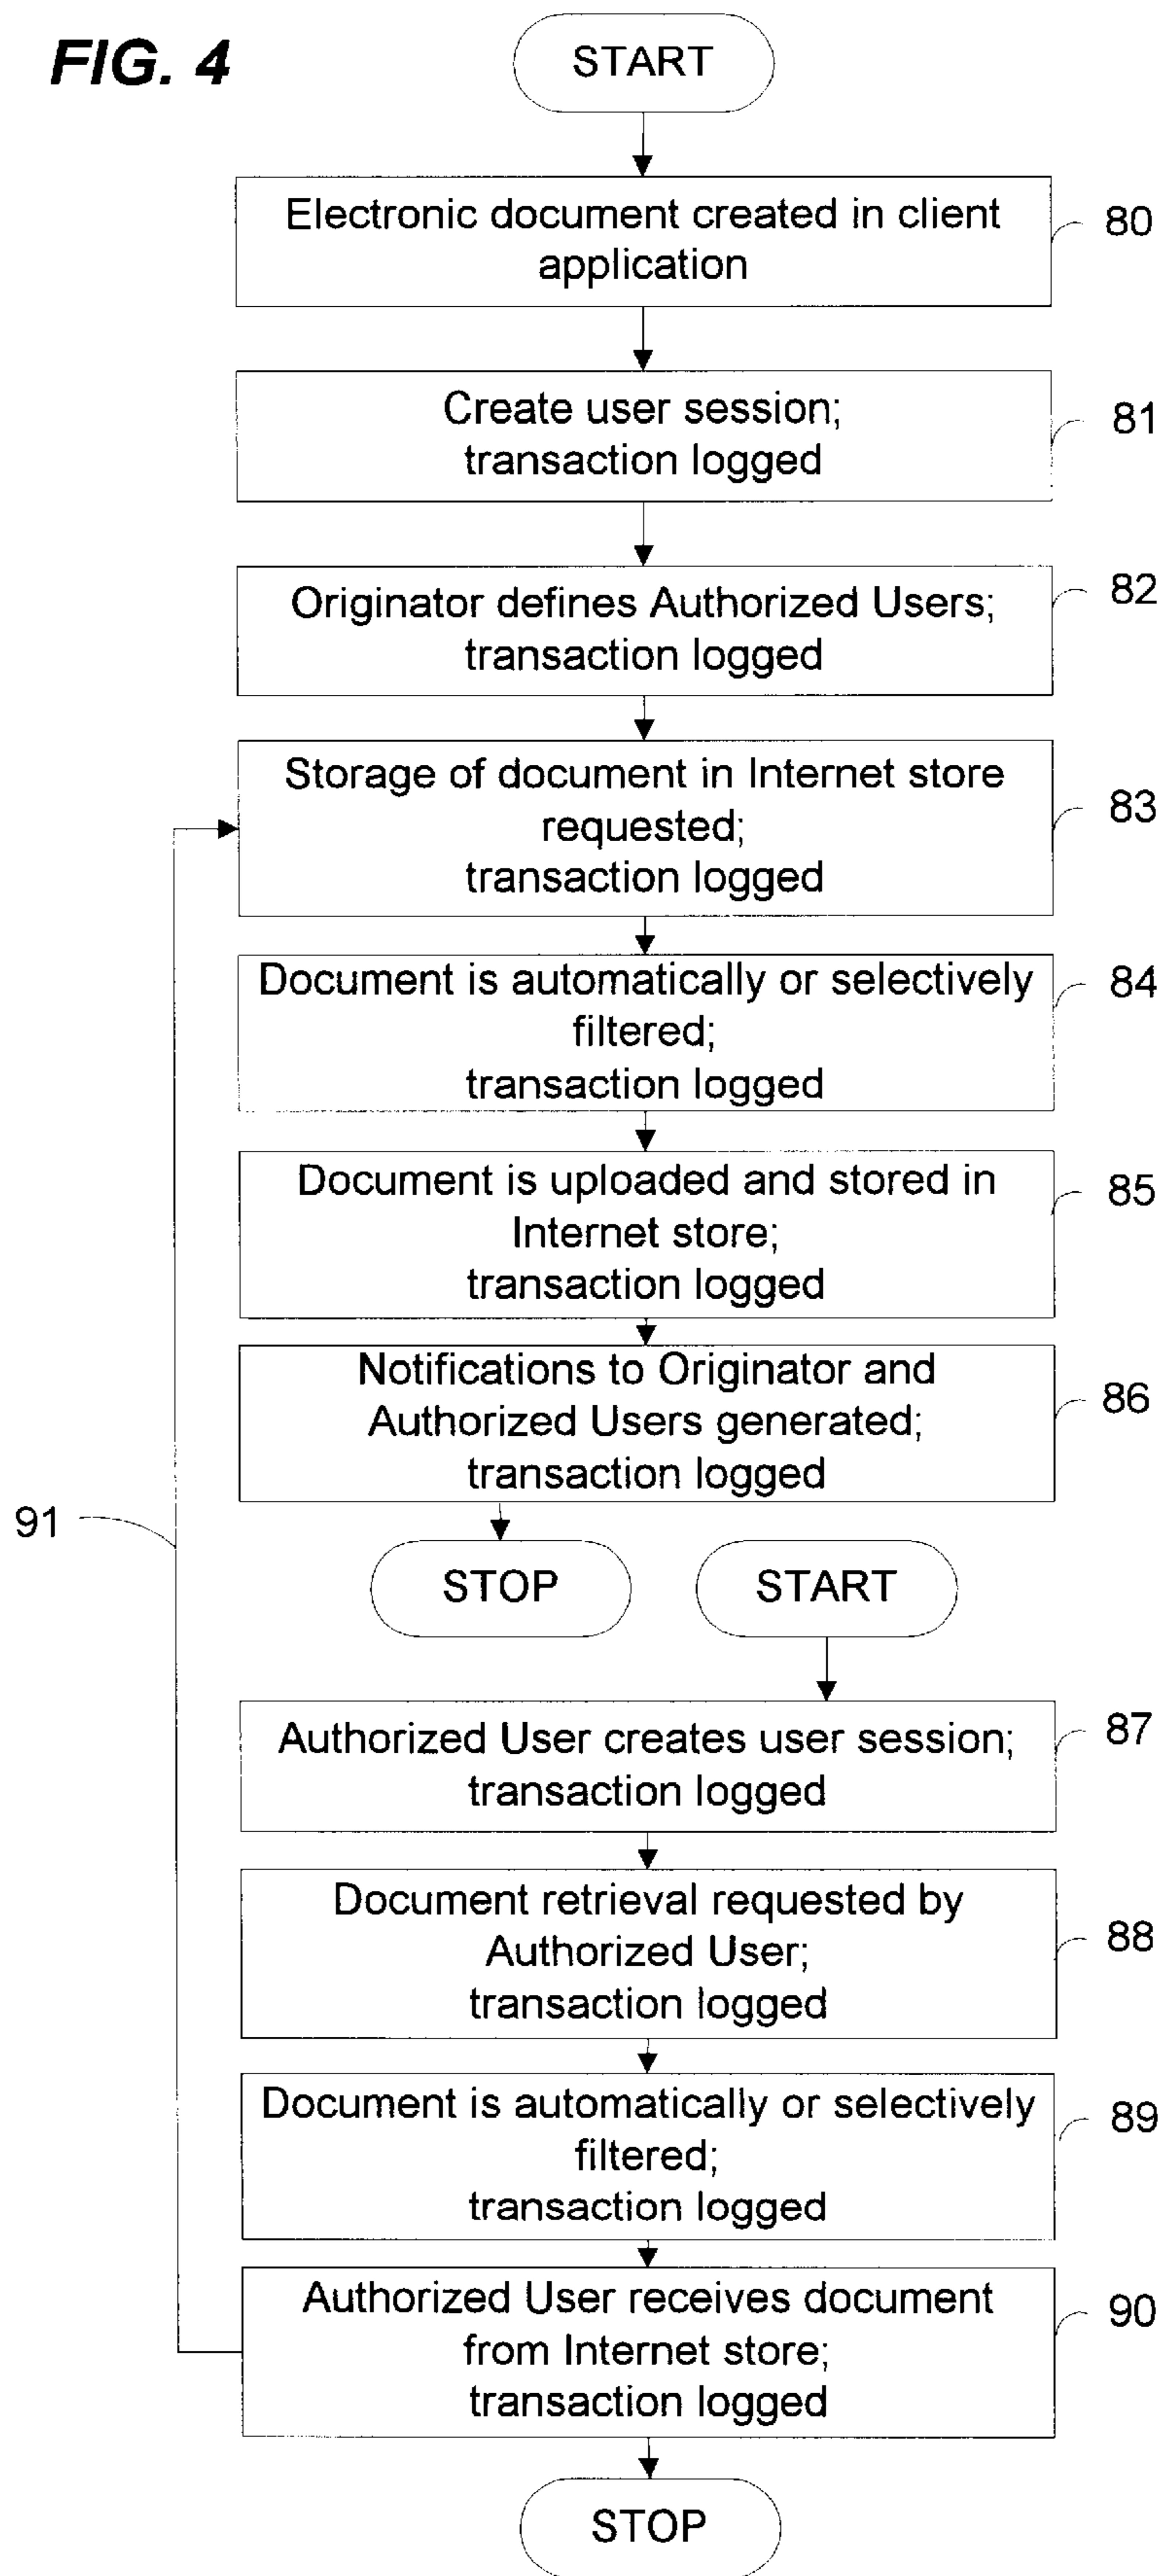 FIG. 4
START
Electronic document created in client
application
80
Create user session;
transaction logged
81
Originator defines Authorized Users;
transaction logged
82
Storage of document in Internet store
requested;
transaction logged
83
Document is automatically or selectively
filtered;
transaction logged
84
Document is uploaded and stored in
Internet store;
transaction logged
85
Notifications to Originator and
Authorized Users generated;
transaction logged
86
91
STOP
START
Authorized User creates user session;
transaction logged
87
Document retrieval requested by
Authorized User;
transaction logged
88
Document is automatically or selectively
filtered;
transaction logged
89
Authorized User receives document
from Internet store;
transaction logged
90
STOP